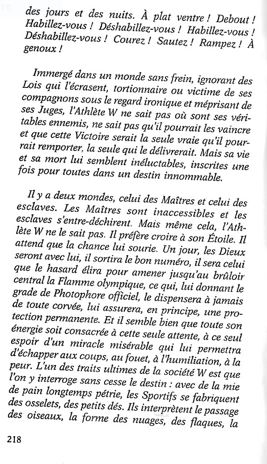 des jours et des nuits. À plat ventre ! Debout !
Habillez-vous ! Déshabillez-vous ! Habillez-vous !
Déshabillez-vous ! Courez ! Sautez ! Rampez ! À
genoux !
Immergé dans un monde sans frein, ignorant des
Lois qui l'écrasent, tortionnaire ou victime de ses
compagnons sous le regard ironique et méprisant de
ses Juges, l'Athlète W ne sait pas où sont ses véri-
tables ennemis, ne sait pas qu'il pourrait les vaincre
et que cette Victoire serait la seule vraie qu'il pour-
rait remporter, la seule qui le délivrerait. Mais sa vie
et sa mort lui semblent inéluctables, inscrites une
fois pour toutes dans un destin innommable.
Il y a deux mondes, celui des Maîtres et celui des
esclaves. Les Maîtres sont inaccessibles et les
esclaves s'entre-déchirent. Mais même cela, l'Ath-
lète W ne le sait pas. Il préfère croire à son Étoile. Il
attend que la chance lui sourie. Un jour, les Dieux
seront avec lui, il sortira le bon numéro, il sera celui
que le hasard élira pour amener jusqu'au brûloir
central la Flamme olympique, ce qui, lui donnant le
grade de Photophore officiel, le dispensera à jamais
de toute corvée, lui assurera, en principe, une pro-
tection permanente. Et il semble bien que toute son
énergie soit consacrée à cette seule attente, à ce seul
espoir d'un miracle misérable qui lui permettra
d'échapper aux coups, au fouet, à l'humiliation, à la
peur. L'un des traits ultimes de la société W est que
l'on y interroge sans cesse le destin : avec de la mie
de pain longtemps pétrie, les Sportifs se fabriquent
des osselets, des petits dés. Ils interprètent le passage
des oiseaux, la forme des nuages, des flaques, la
218